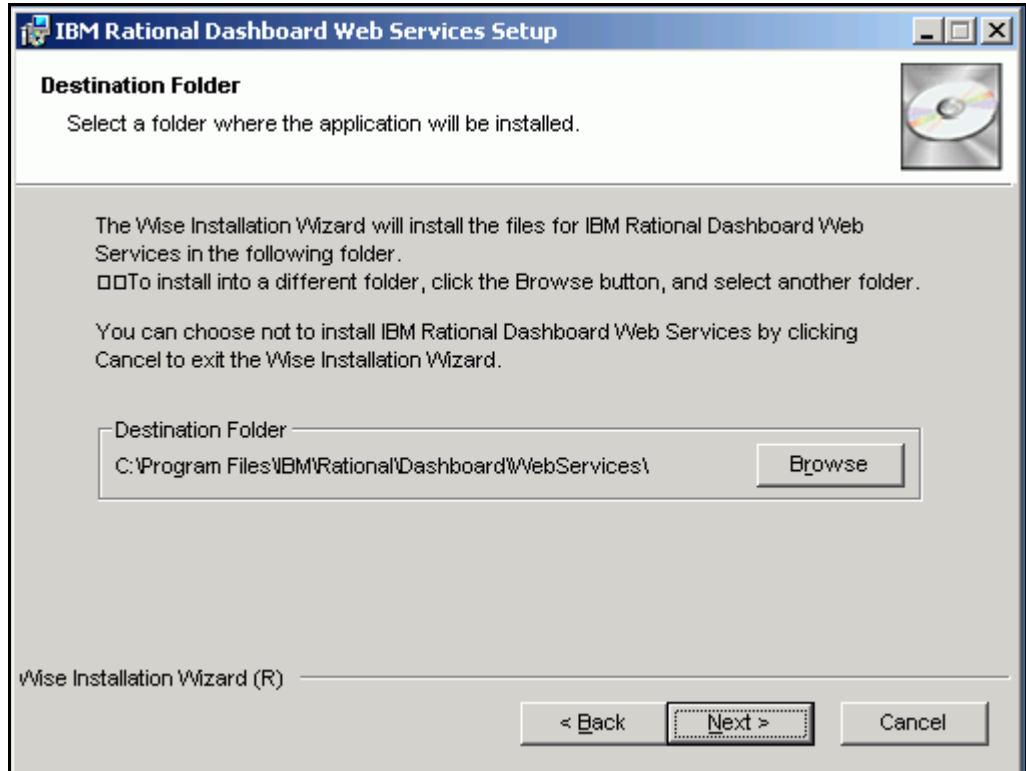 IBM Rational Dashboard Web Services Setup
Destination Folder
Select a folder where the application will be installed.
The Wise Installation Wizard will install the files for IBM Rational Dashboard Web
Services in the following folder.
□□To install into a different folder, click the Browse button, and select another folder.
You can choose not to install IBM Rational Dashboard Web Services by clicking
Cancel to exit the Wise Installation Wizard.
Destination Folder
C:\Program Files\IBM\Rational\Dashboard\WebServices\
Browse
Wise Installation Wizard (R)
< Back
Next >
Cancel